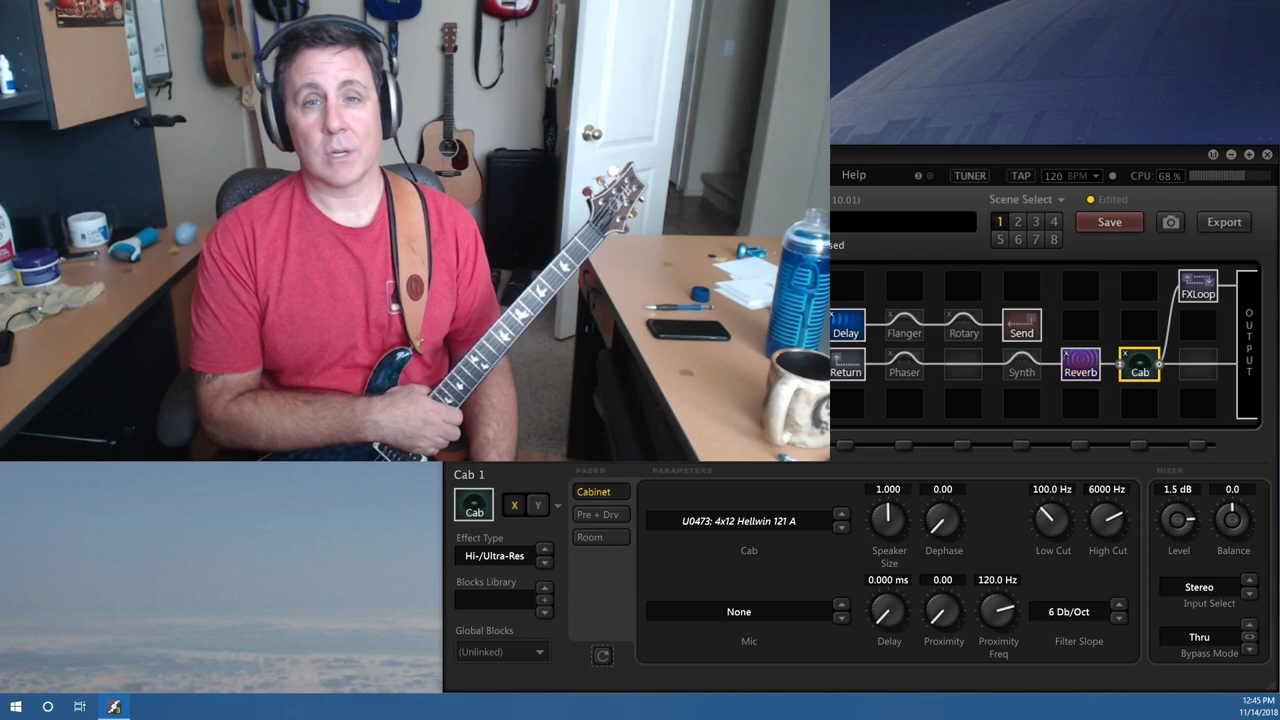 Help
TUNER
TAP
120 BPM
CPU: 68 %
10.01)
Scene Select
Edited
1 2 3 4
5 6 7 8
Save
Export
sed
FXLoop
Delay
Flanger
Rotary
Send
Return
Phaser
Synth
Reverb
Cab
OUTPUT
Cab 1
PAGES
PARAMETERS
MIXER
Cab
X Y
Effect Type
Hi-/Ultra-Res
Blocks Library
Global Blocks
(Unlinked)
Cabinet
Pre + Drv
Room
U0473: 4x12 Hellwin 121 A
Cab
1.000
Speaker
Size
0.00
Dephase
100.0 Hz
Low Cut
6000 Hz
High Cut
None
Mic
0.000 ms
Delay
0.00
Proximity
120.0 Hz
Proximity
Freq
6 Db/Oct
Filter Slope
1.5 dB
Level
0.0
Balance
Stereo
Input Select
Thru
Bypass Mode
12:45 PM
11/14/2018